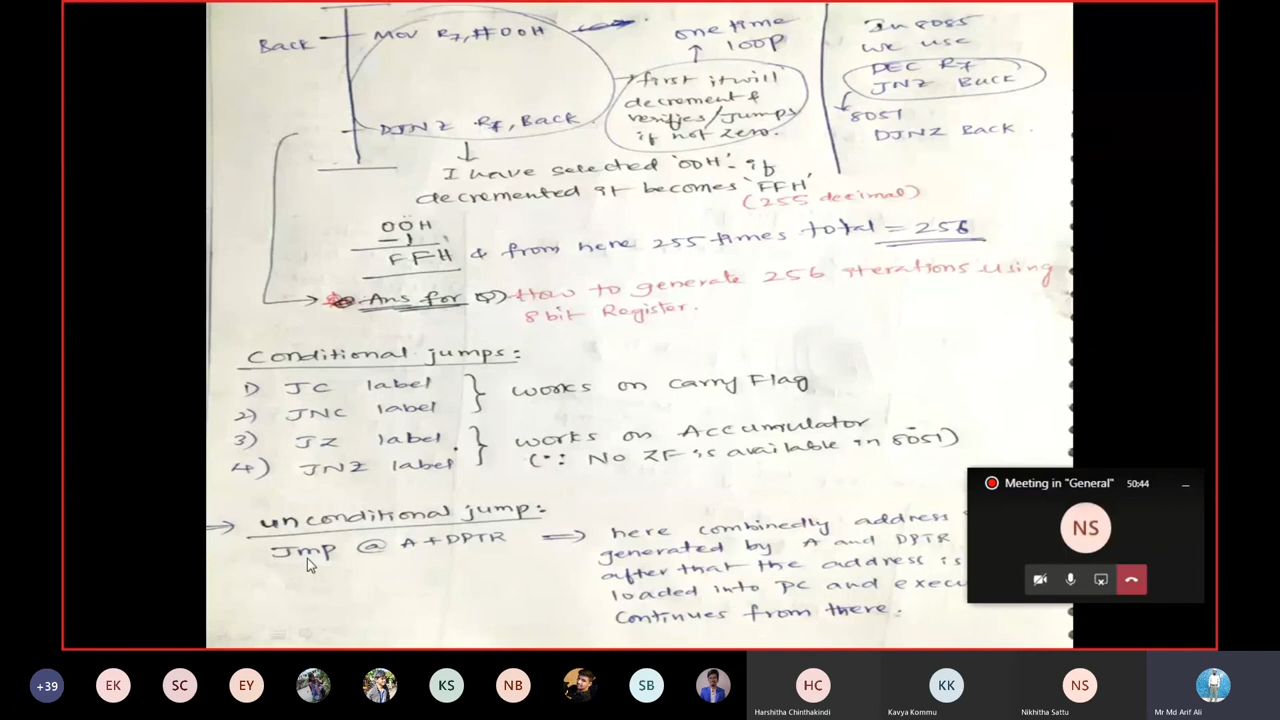 Back
MOV R7,#00H
DJNZ R7, Back
one time
loop
first it will
decrement &
verifies/Jumps
if not zero.
In 8085
we use
DEC R7
JNZ Back
8051
DJNZ Back.
I have selected '00H'- if
decremented it becomes 'FFH'
(255 decimal)
00H
- 1
FFH & from here 255 times total = 256
Ans for Q) How to generate 256 iterations using
8 bit Register.
Conditional jumps:
1) JC label
2) JNC label
works on Carry Flag
3) JZ label.
4) JNZ label
works on Accumulator
(∵ No ZF is available in 8051)
unconditional jump:
Jmp @ A+DPTR ⇒
here combinedly address
generated by A and DPTR
after that the address is
loaded into PC and execu
continues from there.
Meeting in "General" 50:44
NS
+39 EK SC EY KS NB SB HC KK NS
Harshitha Chinthakindi Kavya Kommu Nikhitha Sattu Mr Md Arif Ali